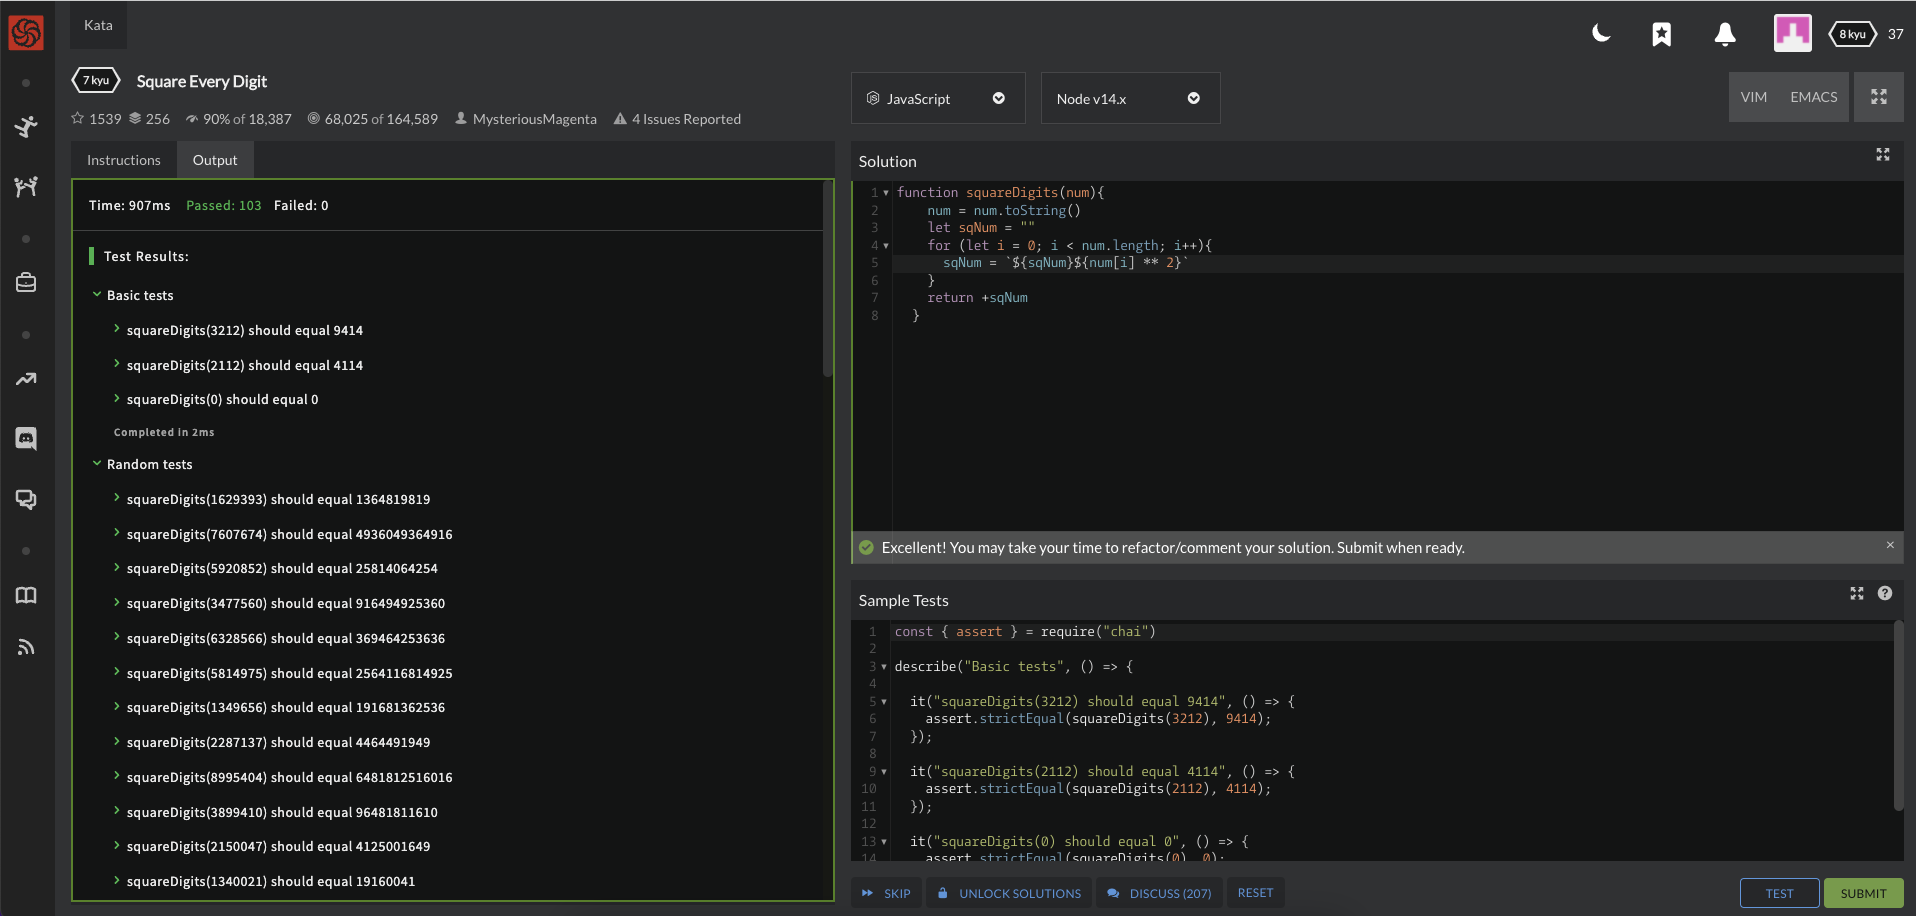 Kata
8 kyu 37
7 kyu Square Every Digit
1539 256 90% of 18,387 68,025 of 164,589 MysteriousMagenta 4 Issues Reported
JavaScript Node v14.x
VIM EMACS
Instructions Output
Time: 907ms Passed: 103 Failed: 0
Test Results:
Basic tests
squareDigits(3212) should equal 9414
squareDigits(2112) should equal 4114
squareDigits(0) should equal 0
Completed in 2ms
Random tests
squareDigits(1629393) should equal 1364819819
squareDigits(7607674) should equal 4936049364916
squareDigits(5920852) should equal 25814064254
squareDigits(3477560) should equal 916494925360
squareDigits(6328566) should equal 369464253636
squareDigits(5814975) should equal 2564116814925
squareDigits(1349656) should equal 191681362536
squareDigits(2287137) should equal 4464491949
squareDigits(8995404) should equal 6481812516016
squareDigits(3899410) should equal 96481811610
squareDigits(2150047) should equal 4125001649
squareDigits(1340021) should equal 19160041
Solution
1 function squareDigits(num){
2 num = num.toString()
3 let sqNum = ""
4 for (let i = 0; i < num.length; i++){
5 sqNum = `${sqNum}${num[i] ** 2}`
6 }
7 return +sqNum
8 }
Excellent! You may take your time to refactor/comment your solution. Submit when ready. ×
Sample Tests
1 const { assert } = require("chai")
2
3 describe("Basic tests", () => {
4
5 it("squareDigits(3212) should equal 9414", () => {
6 assert.strictEqual(squareDigits(3212), 9414);
7 });
8
9 it("squareDigits(2112) should equal 4114", () => {
10 assert.strictEqual(squareDigits(2112), 4114);
11 });
12
13 it("squareDigits(0) should equal 0", () => {
14 assert.strictEqual(squareDigits(0), 0);
SKIP UNLOCK SOLUTIONS DISCUSS (207) RESET TEST SUBMIT